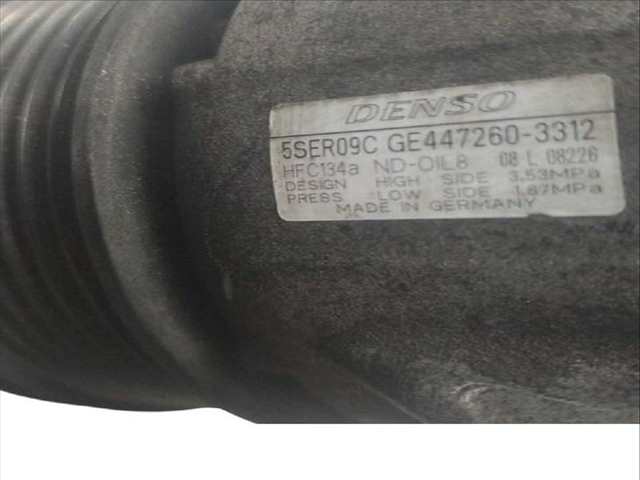 DENSO
5SER09C GE447260-3312
HFC134a ND-OIL8 08 L 08226
DESIGN HIGH SIDE 3.53MPa
PRESS LOW SIDE 1.67MPa
MADE IN GERMANY